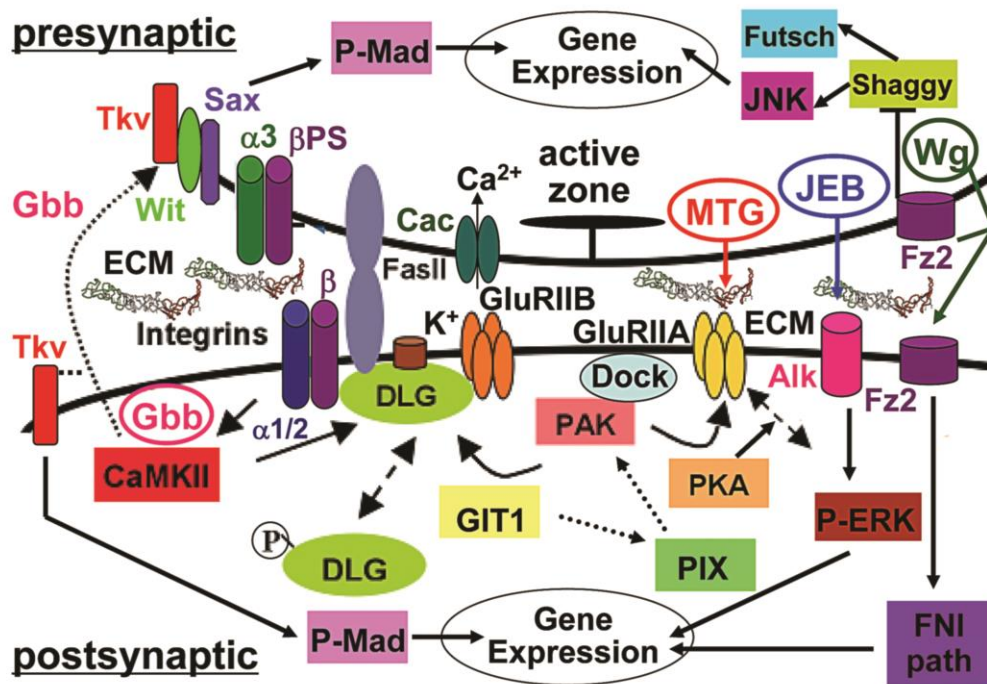 presynaptic
P-Mad
Gene
Expression
Futsch
Shaggy
JNK
Tkv
Sax
Wit
α3
βPS
Gbb
ECM
Integrins
FasII
Cac
Ca2+
active
zone
MTG
JEB
Wg
Fz2
β
α1/2
K+
GluRIIB
GluRIIA
ECM
Alk
Fz2
Tkv
Gbb
CaMKII
DLG
Dock
PAK
PKA
GIT1
PIX
P-ERK
P
DLG
P-Mad
Gene
Expression
FNI
path
postsynaptic